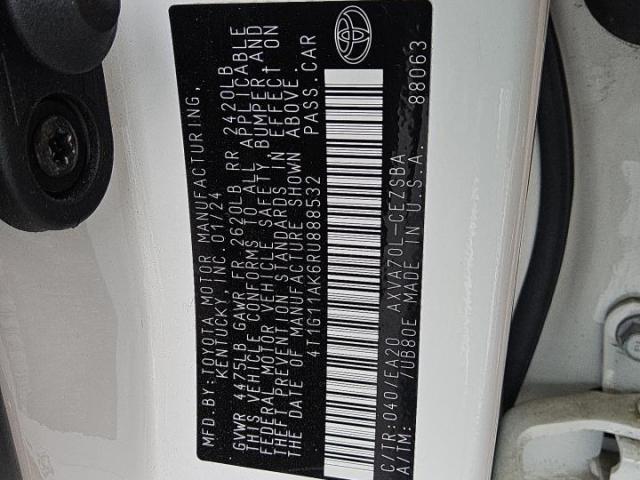 MFD.BY:TOYOTA MOTOR MANUFACTURING,
KENTUCKY, INC. 01/24
GVWR 4475LB GAWR FR 2620LB RR 2420LB
THIS VEHICLE CONFORMS TO ALL APPLICABLE
FEDERAL MOTOR VEHICLE SAFETY, BUMPER, AND
THEFT PREVENTION STANDARDS IN EFFECT ON
THE DATE OF MANUFACTURE SHOWN ABOVE.
4T1G11AK6RU888532 PASS.CAR
C/TR:040/EA20 AXVA70L-CEZSBA
A/TM: /UB80E MADE IN U.S.A. 88063